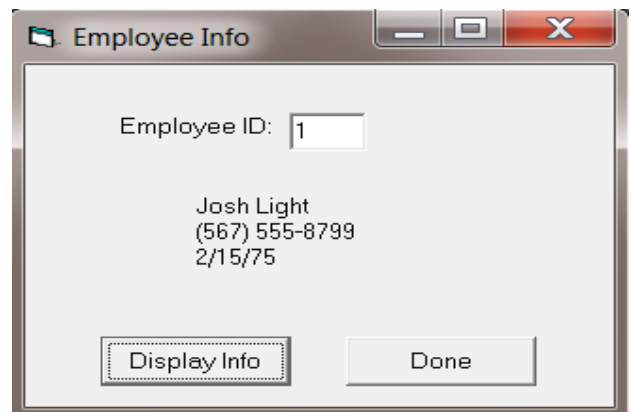 Employee Info
Employee ID: 1
Josh Light
(567) 555-8799
2/15/75
Display Info Done